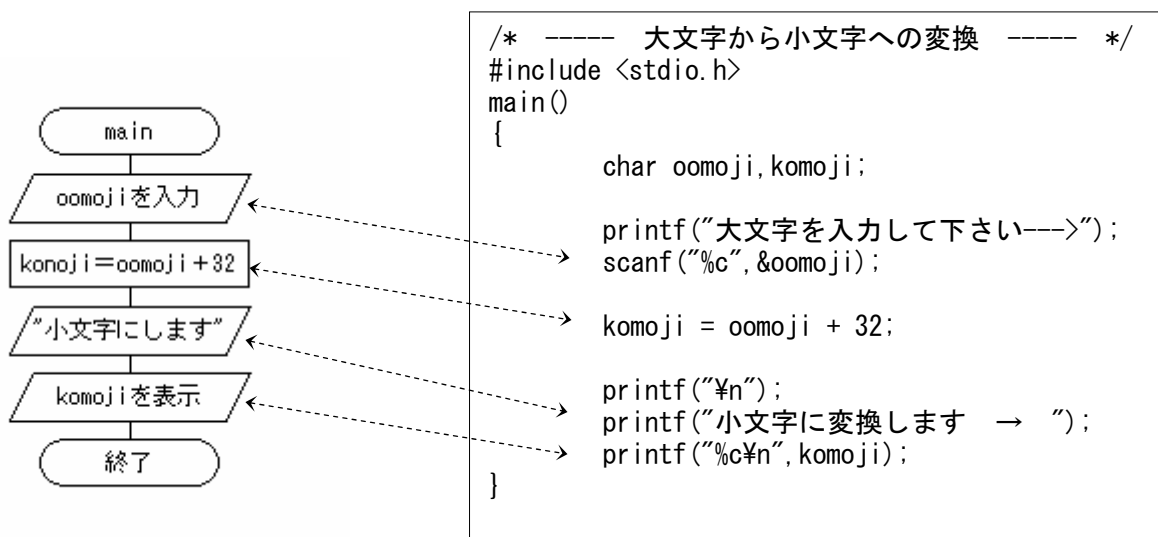 main
oomojiを入力
konoji=oomoji+32
"小文字にします"
komojiを表示
終了
/* ----- 大文字から小文字への変換 ----- */
#include <stdio.h>
main()
{
char oomoji,komoji;
printf("大文字を入力して下さい--->");
scanf("%c",&oomoji);
komoji = oomoji + 32;
printf("¥n");
printf("小文字に変換します → ");
printf("%c¥n",komoji);
}